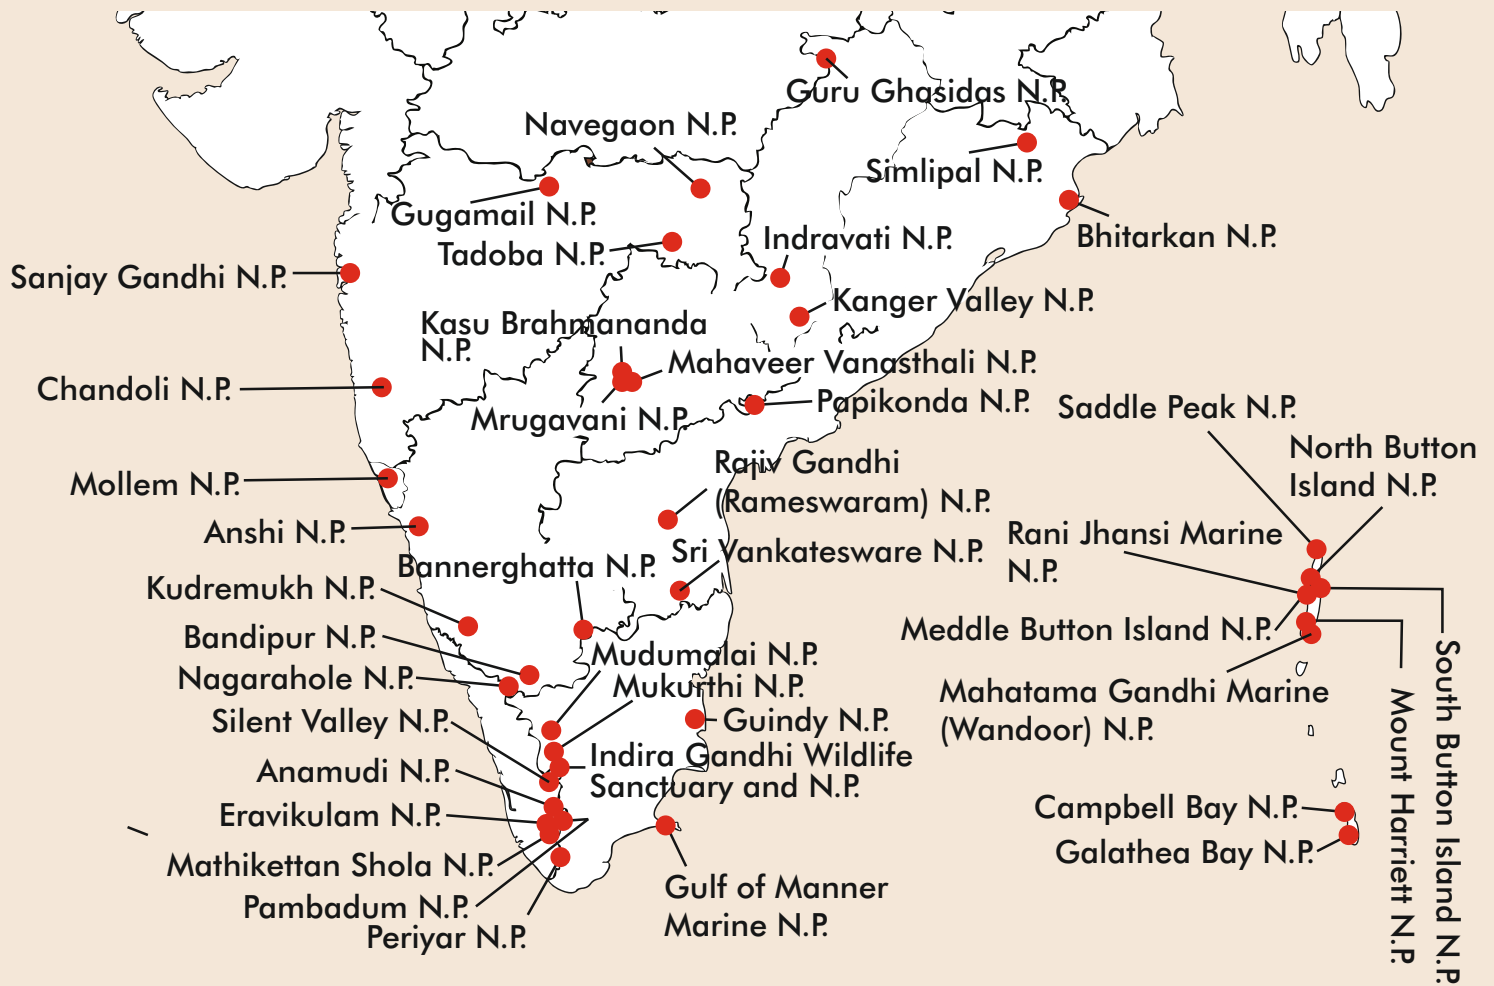 Guru Ghasidas N.P.
Navegaon N.P.
Simlipal N.P.
Gugamail N.P.
Bhitarkan N.P.
Tadoba N.P.
Indravati N.P.
Sanjay Gandhi N.P.
Kanger Valley N.P.
Kasu Brahmananda
N.P.
Mahaveer Vanasthali N.P.
Chandoli N.P.
Papikonda N.P.
Mrugavani N.P.
Saddle Peak N.P.
North Button
Island N.P.
Rajiv Gandhi
(Rameswaram) N.P.
Mollem N.P.
Anshi N.P.
Rani Jhansi Marine
N.P.
Sri Vankatesware N.P.
Bannerghatta N.P.
Kudremukh N.P.
Meddle Button Island N.P.
Bandipur N.P.
Mudumalai N.P.
Nagarahole N.P.
Mukurthi N.P.
Mahatama Gandhi Marine
(Wandoor) N.P.
Silent Valley N.P.
Guindy N.P.
Indira Gandhi Wildlife
Sanctuary and N.P.
Anamudi N.P.
Eravikulam N.P.
Campbell Bay N.P.
Galathea Bay N.P.
Mathikettan Shola N.P.
Gulf of Manner
Marine N.P.
Pambadum N.P.
Periyar N.P.
Mount Harriett N.P.
South Button Island N.P.